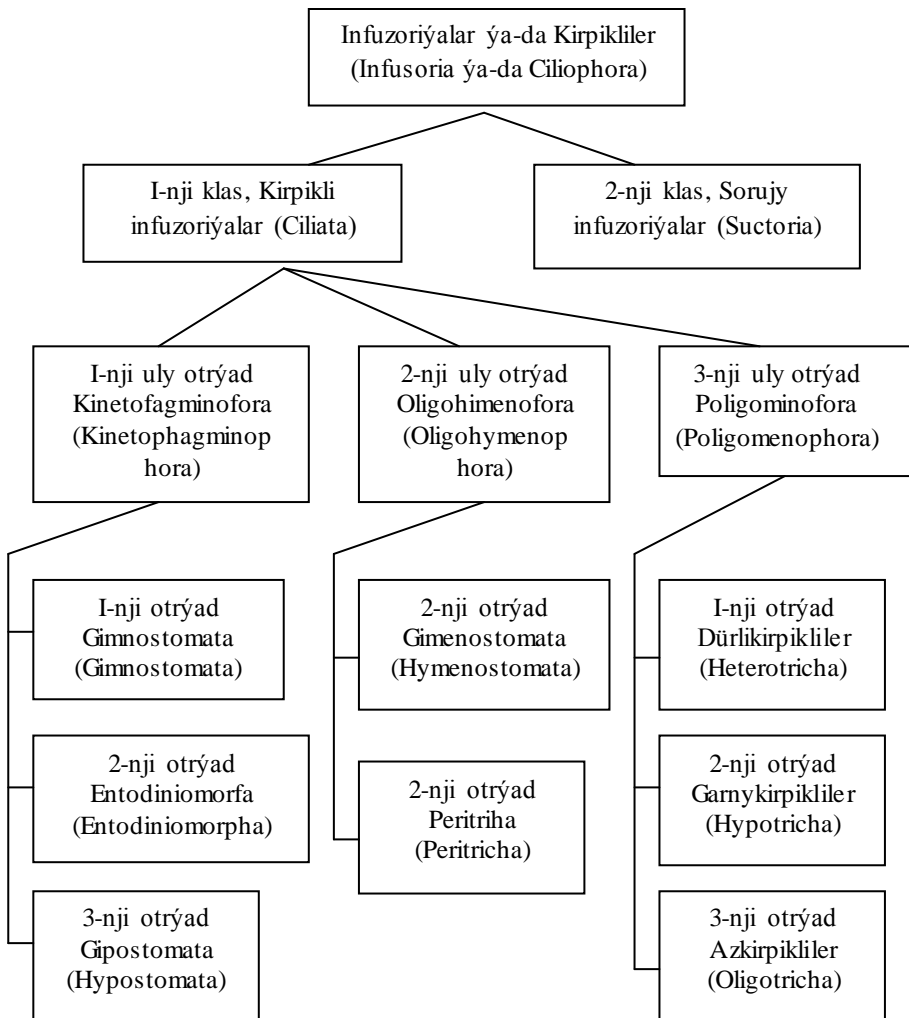 Infuzoriýalar ýa-da Kirpikliler
(Infusoria ýa-da Ciliophora)
I-nji klas, Kirpikli
infuzoriýalar (Ciliata)
2-nji klas, Sorujy
infuzoriýalar (Suctoria)
I-nji uly otrýad
Kinetofagminofora
(Kinetophagminop
hora)
2-nji uly otrýad
Oligohimenofora
(Oligohymenop
hora)
3-nji uly otrýad
Poligominofora
(Poligomenophora)
I-nji otrýad
Gimnostomata
(Gimnostomata)
2-nji otrýad
Entodiniomorfa
(Entodiniomorpha)
3-nji otrýad
Gipostomata
(Hypostomata)
2-nji otrýad
Gimenostomata
(Hymenostomata)
2-nji otrýad
Peritriha
(Peritricha)
I-nji otrýad
Dürlikirpikliler
(Heterotricha)
2-nji otrýad
Garnykirpikliler
(Hypotricha)
3-nji otrýad
Azkirpikliler
(Oligotricha)